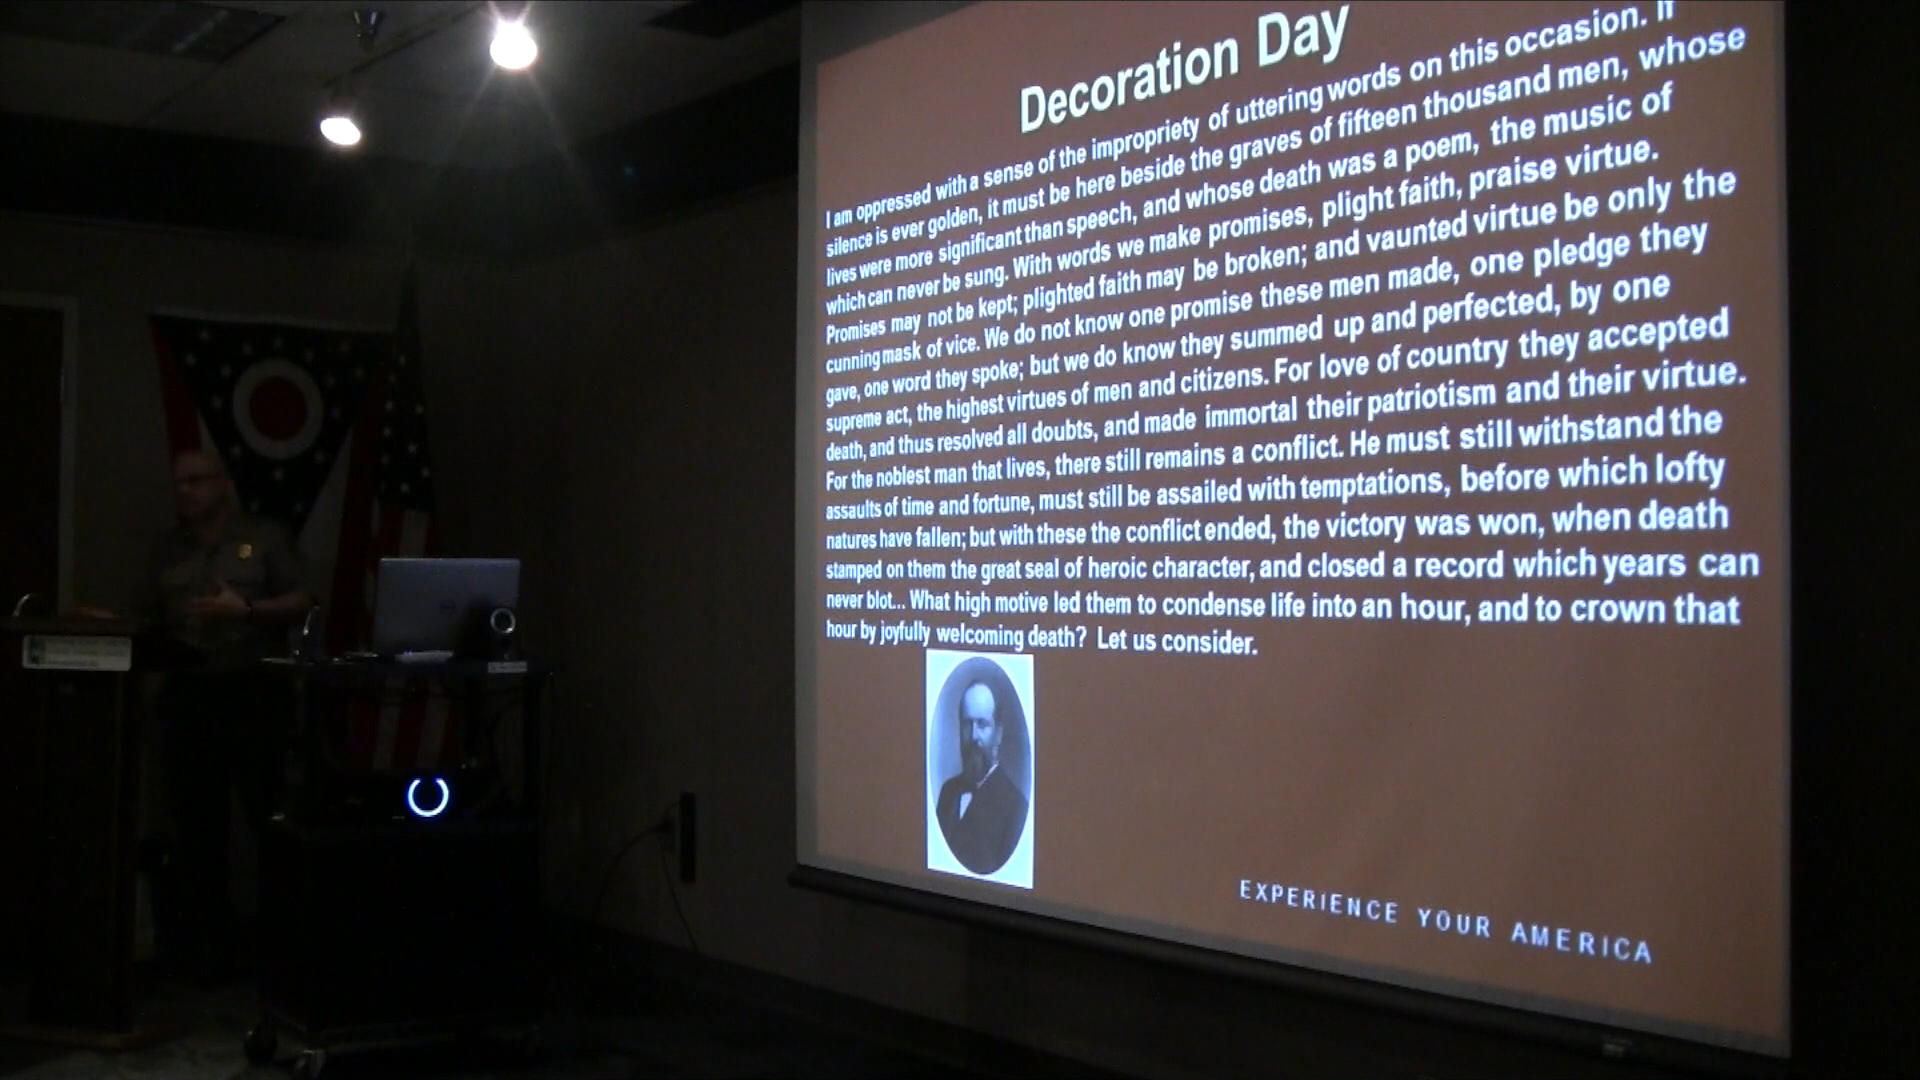 Decoration Day
I am oppressed with a sense of the impropriety of uttering words on this occasion. If
silence is ever golden, it must be here beside the graves of fifteen thousand men, whose
lives were more significant than speech, and whose death was a poem, the music of
which can never be sung. With words we make promises, plight faith, praise virtue.
Promises may not be kept; plighted faith may be broken; and vaunted virtue be only the
cunning mask of vice. We do not know one promise these men made, one pledge they
gave, one word they spoke; but we do know they summed up and perfected, by one
supreme act, the highest virtues of men and citizens. For love of country they accepted
death, and thus resolved all doubts, and made immortal their patriotism and their virtue.
For the noblest man that lives, there still remains a conflict. He must still withstand the
assaults of time and fortune, must still be assailed with temptations, before which lofty
natures have fallen; but with these the conflict ended, the victory was won, when death
stamped on them the great seal of heroic character, and closed a record which years can
never blot... What high motive led them to condense life into an hour, and to crown that
hour by joyfully welcoming death? Let us consider.
EXPERIENCE YOUR AMERICA